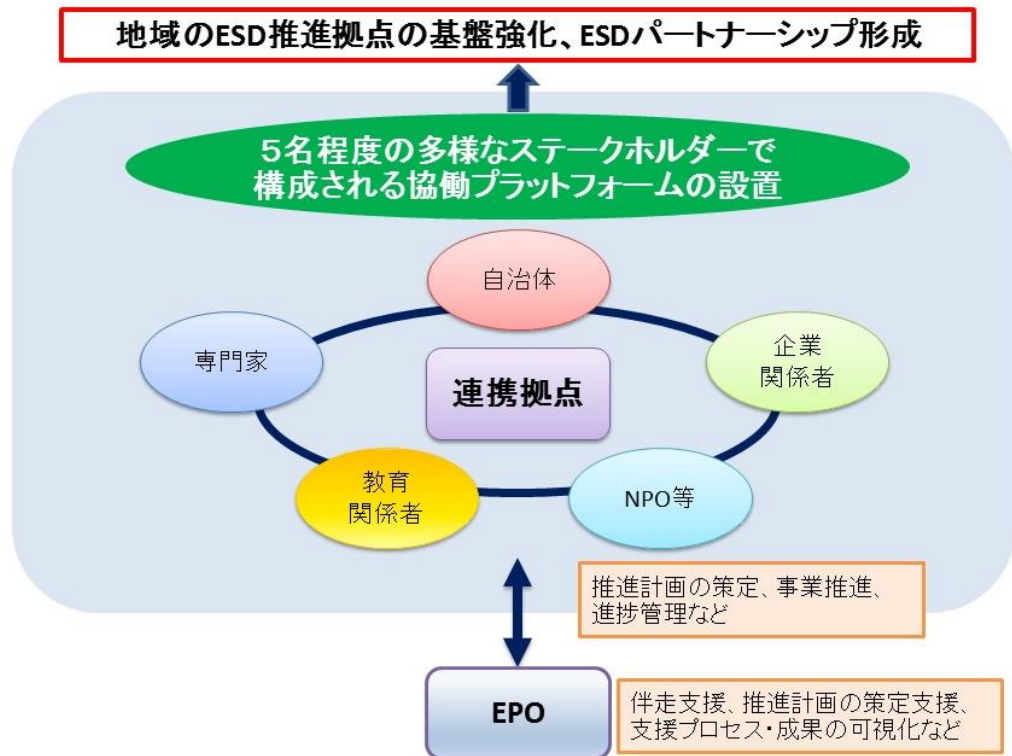 地域のESD推進拠点の基盤強化、ESDパートナーシップ形成
５名程度の多様なステークホルダーで
構成される協働プラットフォームの設置
自治体
専門家
企業
関係者
連携拠点
教育
関係者
NPO等
推進計画の策定、事業推進、
進捗管理など
EPO
伴走支援、推進計画の策定支援、
支援プロセス・成果の可視化など